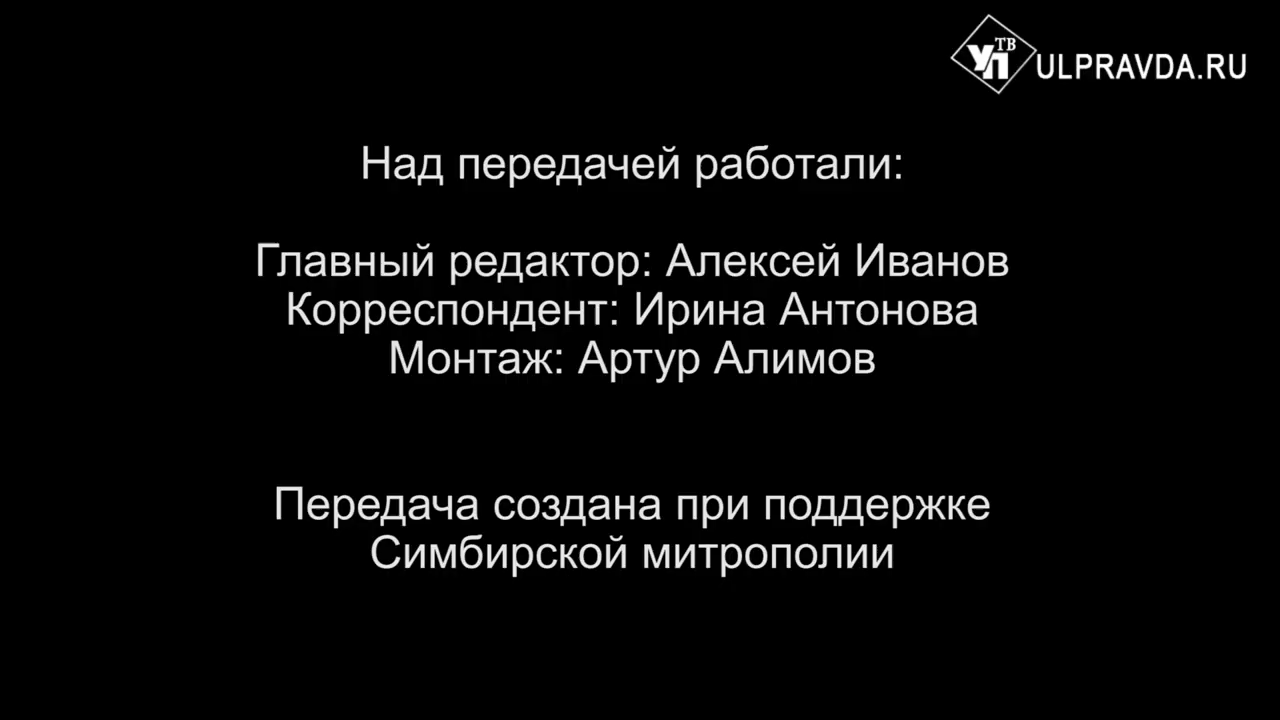 УП ТВ ULPRAVDA.RU
Над передачей работали:
Главный редактор: Алексей Иванов
Корреспондент: Ирина Антонова
Монтаж: Артур Алимов
Передача создана при поддержке
Симбирской митрополии